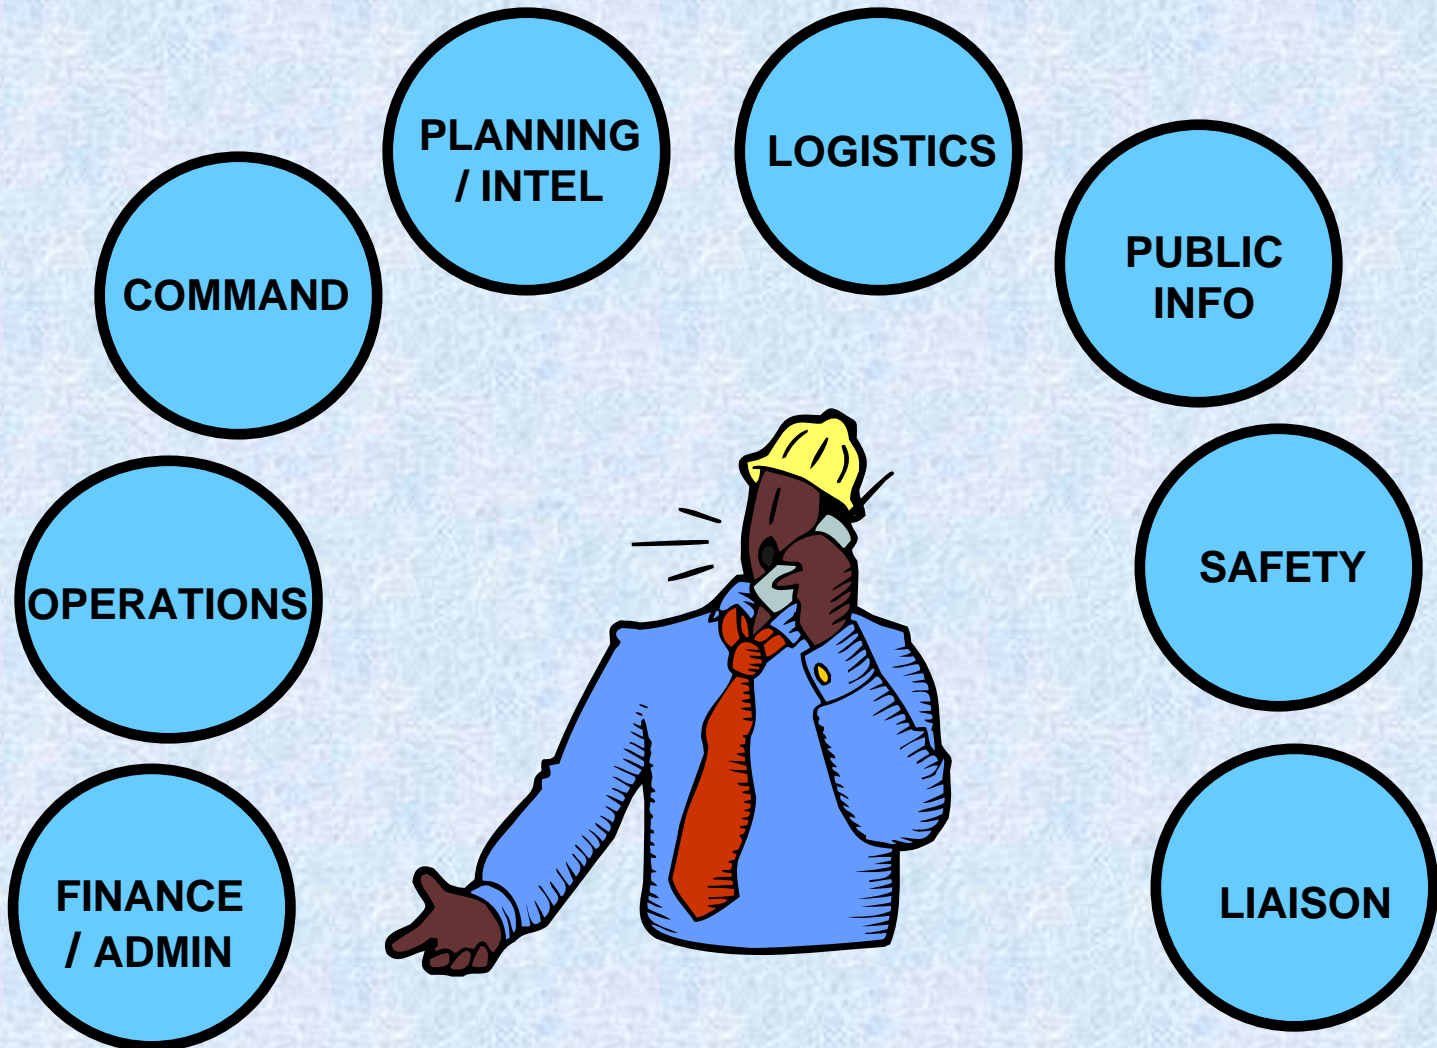 PLANNING
/ INTEL
LOGISTICS
COMMAND
PUBLIC
INFO
OPERATIONS
SAFETY
FINANCE
/ ADMIN
LIAISON